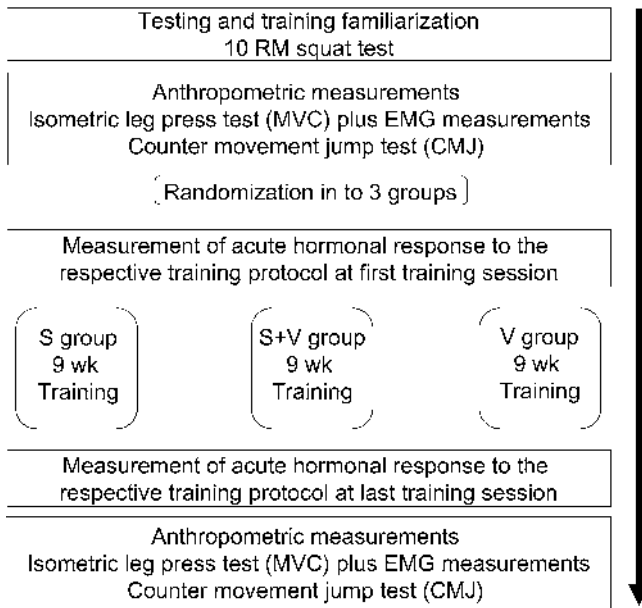 Testing and training familiarization
10 RM squat test
Anthropometric measurements
Isometric leg press test (MVC) plus EMG measurements
Counter movement jump test (CMJ)
Randomization in to 3 groups
Measurement of acute hormonal response to the
respective training protocol at first training session
S group
9 wk
Training
S+V group
9 wk
Training
V group
9 wk
Training
Measurement of acute hormonal response to the
respective training protocol at last training session
Anthropometric measurements
Isometric leg press test (MVC) plus EMG measurements
Counter movement jump test (CMJ)